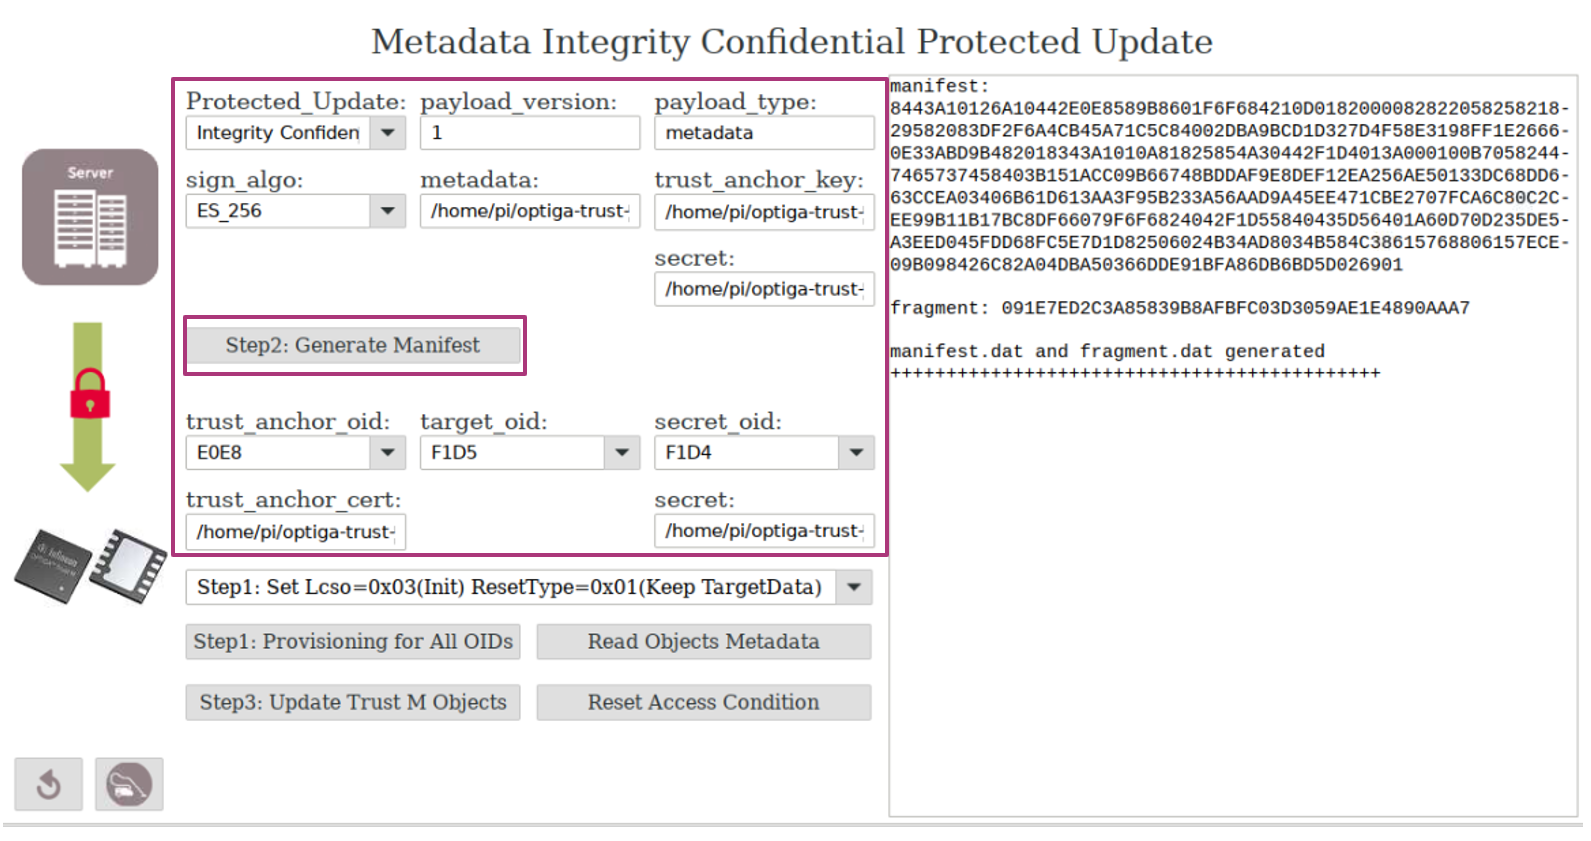 Metadata Integrity Confidential Protected Update
Server
Protected_Update: payload_version: payload_type:
Integrity Confiden 1 metadata
sign_algo: metadata: trust_anchor_key:
ES_256 /home/pi/optiga-trust- /home/pi/optiga-trust-
secret:
/home/pi/optiga-trust-
Step2: Generate Manifest
trust_anchor_oid: target_oid: secret_oid:
E0E8 F1D5 F1D4
trust_anchor_cert: secret:
/home/pi/optiga-trust- /home/pi/optiga-trust-
Step1: Set Lcso=0x03(Init) ResetType=0x01(Keep TargetData)
Step1: Provisioning for All OIDs Read Objects Metadata
Step3: Update Trust M Objects Reset Access Condition
manifest:
8443A10126A10442E0E8589B8601F6F684210D0182000082822058258218-
29582083DF2F6A4CB45A71C5C84002DBA9BCD1D327D4F58E3198FF1E2666-
0E33ABD9B482018343A1010A81825854A30442F1D4013A000100B7058244-
7465737458403B151ACC09B66748BDDAF9E8DEF12EA256AE50133DC68DD6-
63CCEA03406B61D613AA3F95B233A56AAD9A45EE471CBE2707FCA6C80C2C-
EE99B11B17BC8DF66079F6F6824042F1D55840435D56401A60D70D235DE5-
A3EED045FDD68FC5E7D1D82506024B34AD8034B584C38615768806157ECE-
09B098426C82A04DBA50366DDE91BFA86DB6BD5D026901
fragment: 091E7ED2C3A85839B8AFBFC03D3059AE1E4890AAA7
manifest.dat and fragment.dat generated
++++++++++++++++++++++++++++++++++++++++++++